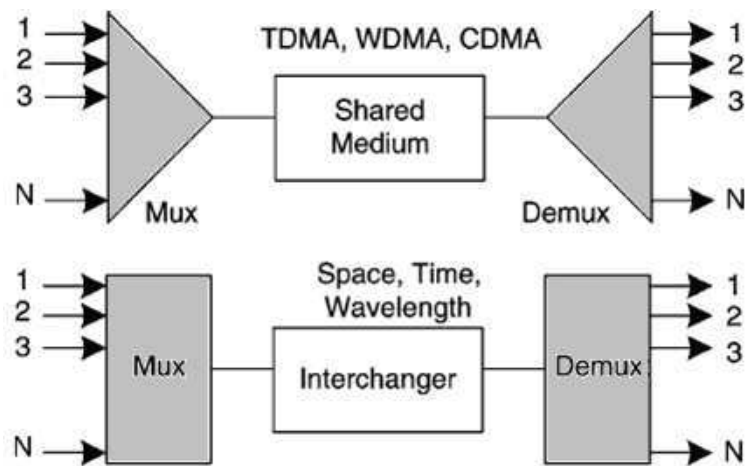 TDMA, WDMA, CDMA
1
2
3
N
Mux
Shared
Medium
Demux
1
2
3
N
Space, Time,
Wavelength
1
2
3
N
Mux
Interchanger
Demux
1
2
3
N